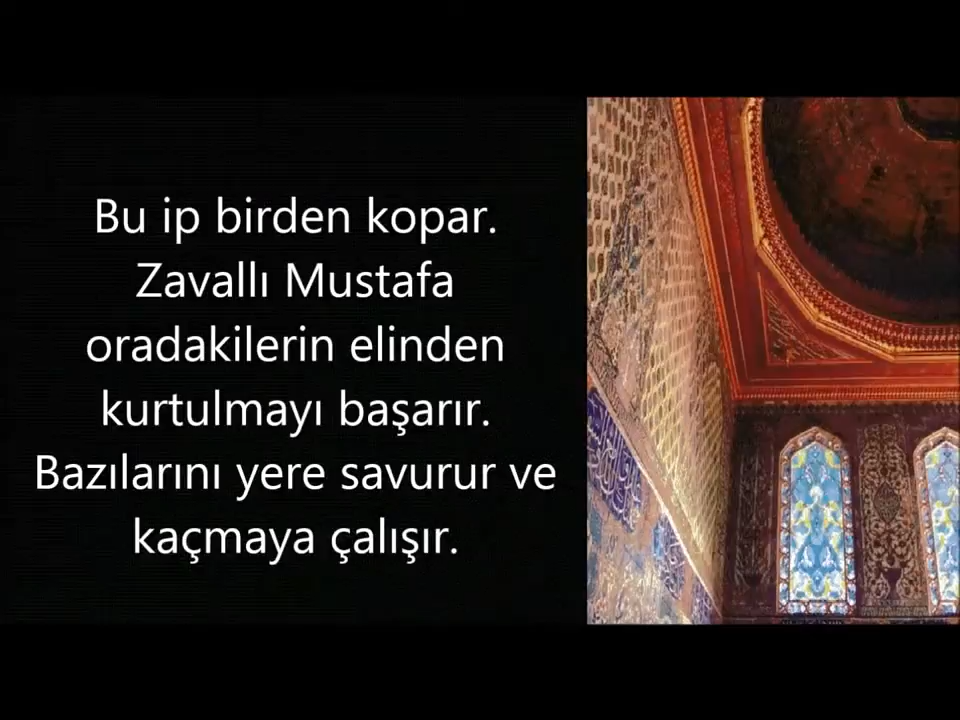 Bu ip birden kopar.
Zavallı Mustafa
oradakilerin elinden
kurtulmayı başarır.
Bazılarını yere savurur ve
kaçmaya çalışır.